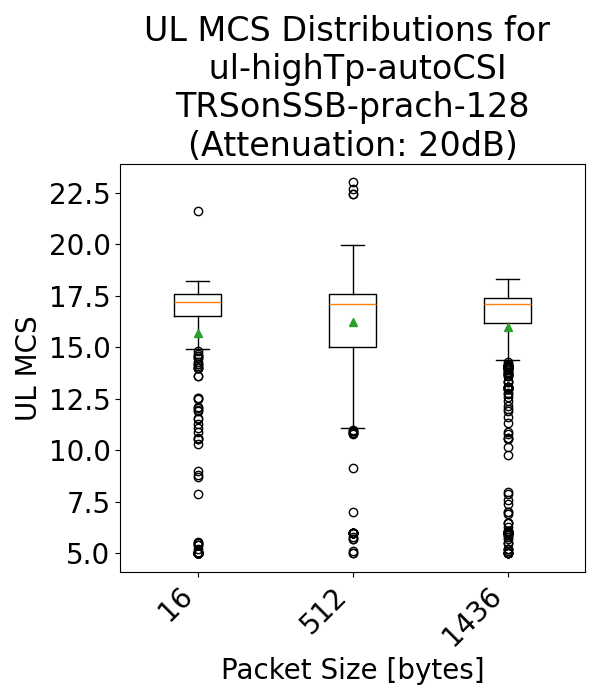 UL MCS Distributions for
ul-highTp-autoCSI
TRSonSSB-prach-128
(Attenuation: 20dB)
22.5
20.0
17.5
15.0
12.5
10.0
7.5
5.0
UL MCS
16
512
1436
Packet Size [bytes]